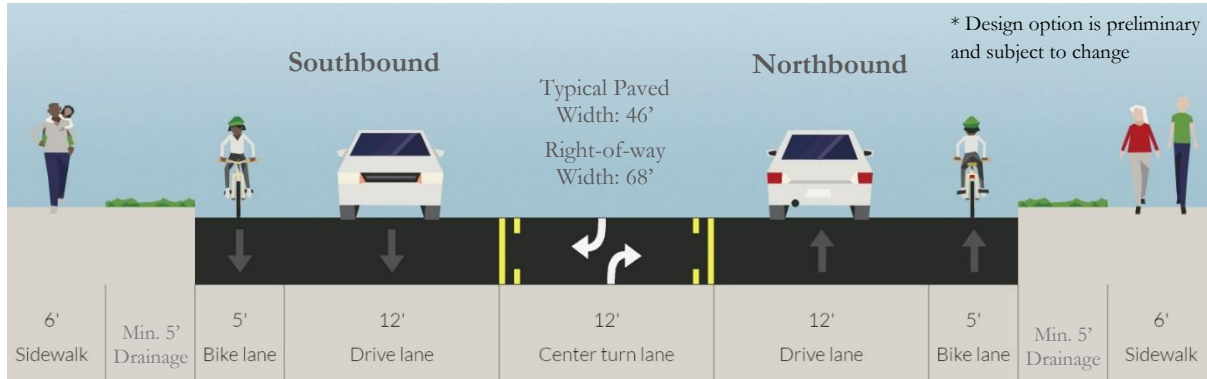 * Design option is preliminary
and subject to change
Southbound
Northbound
Typical Paved
Width: 46’
Right-of-way
Width: 68’
6'
Sidewalk
Min. 5’
Drainage
5'
Bike lane
12'
Drive lane
12'
Center turn lane
12'
Drive lane
5'
Bike lane
Min. 5’
Drainage
6'
Sidewalk